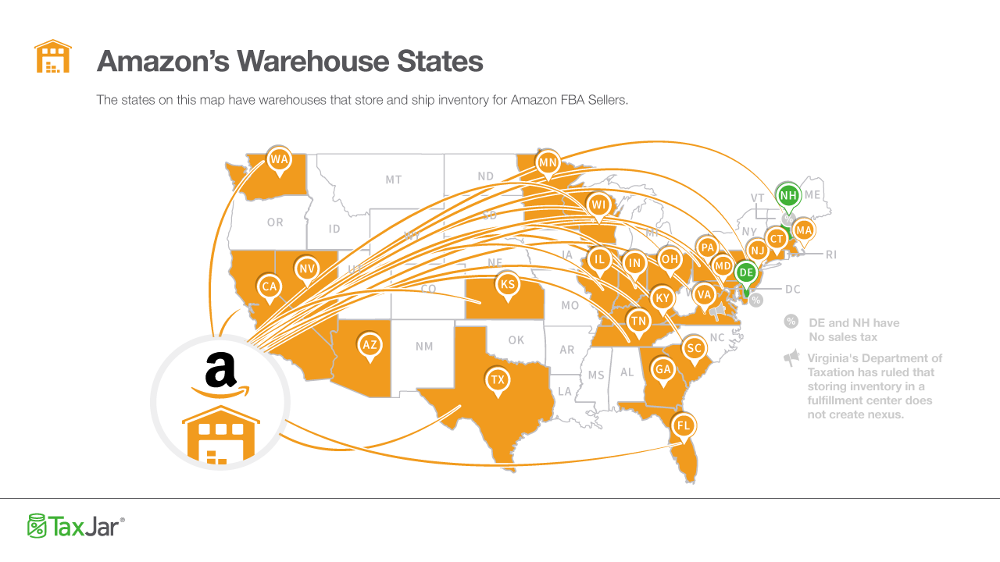 Amazon's Warehouse States
The states on this map have warehouses that store and ship inventory for Amazon FBA Sellers.
WA
MN
MT
ND
NH
VT
ME
WI
OR
ID
SD
WY
MI
NY
%
MA
CT
RI
NV
UT
NE
IA
IL
IN
OH
PA
NJ
MD
DE
CA
CO
KS
MO
KY
W
VA
DC
%
AZ
NM
OK
AR
TN
NC
SC
TX
LA
MS
AL
GA
FL
% DE and NH have
No sales tax
Virginia's Department of
Taxation has ruled that
storing inventory in a
fulfillment center does
not create nexus.
a
TaxJar®